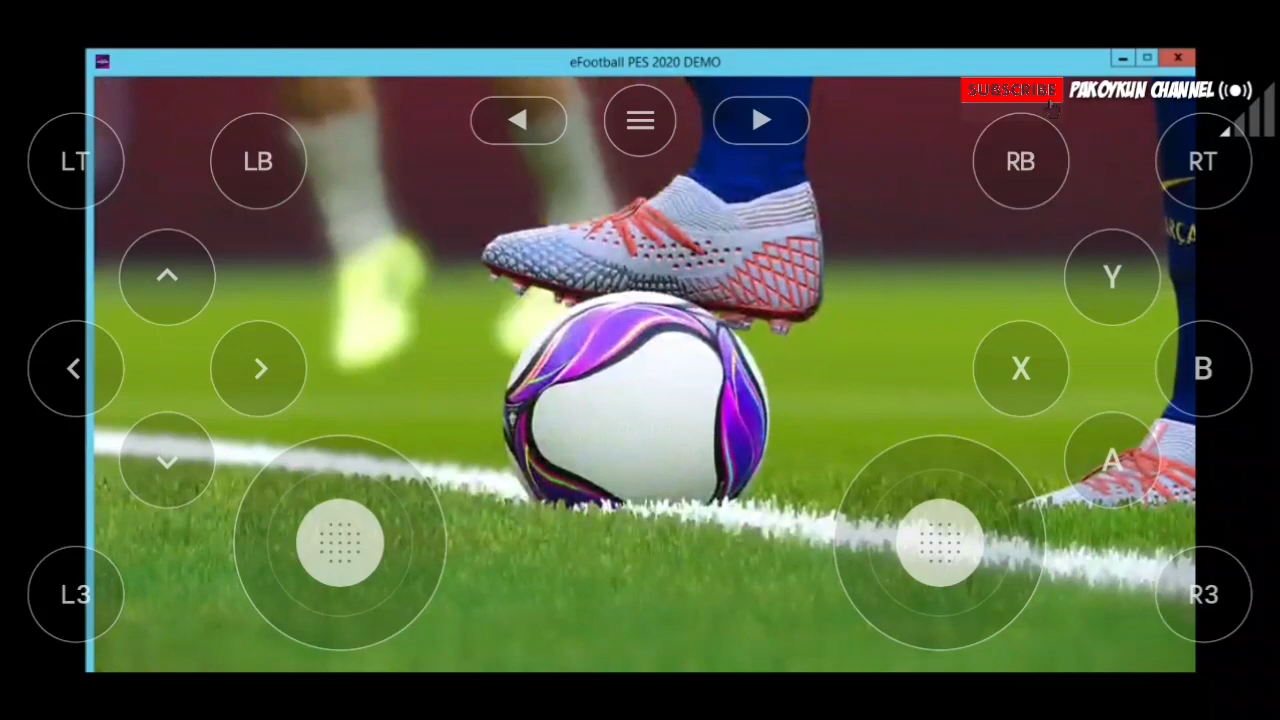 eFootball PES 2020 DEMO
SUBSCRIBE PAKOYKUN CHANNEL
LT LB RB RT
Y
X B
A
L3 R3